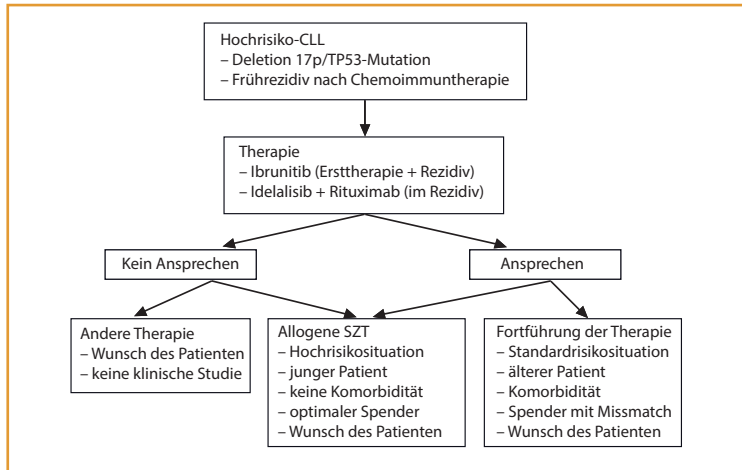 Hochrisiko-CLL
– Deletion 17p/TP53-Mutation
– Frührezidiv nach Chemoimmuntherapie
Therapie
– Ibrunitib (Ersttherapie + Rezidiv)
– Idelalisib + Rituximab (im Rezidiv)
Kein Ansprechen
Ansprechen
Andere Therapie
– Wunsch des Patienten
– keine klinische Studie
Allogene SZT
– Hochrisikosituation
– junger Patient
– keine Komorbidität
– optimaler Spender
– Wunsch des Patienten
Fortführung der Therapie
– Standardrisikosituation
– älterer Patient
– Komorbidität
– Spender mit Missmatch
– Wunsch des Patienten